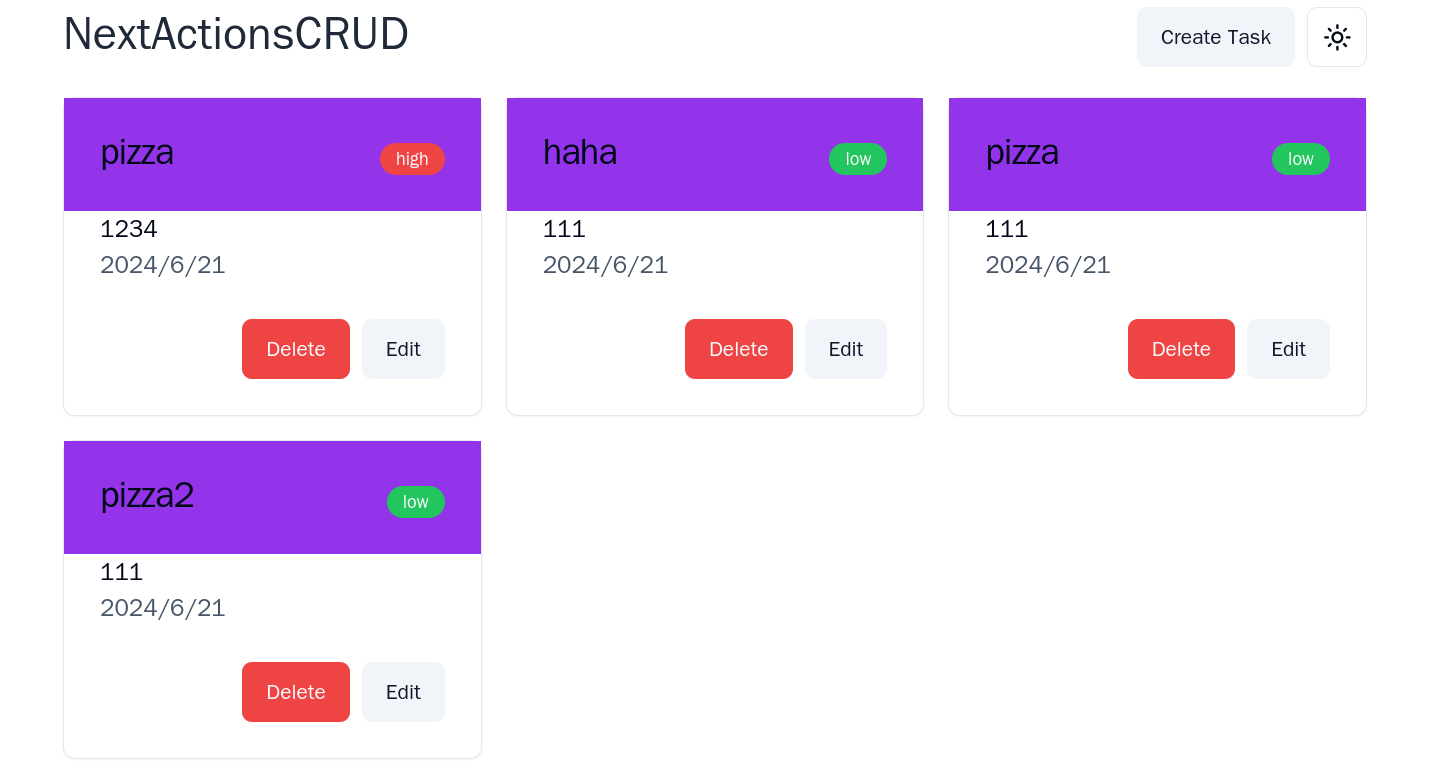 NextActionsCRUD
Create Task
pizza
high
1234
2024/6/21
Delete
Edit
haha
low
111
2024/6/21
Delete
Edit
pizza
low
111
2024/6/21
Delete
Edit
pizza2
low
111
2024/6/21
Delete
Edit